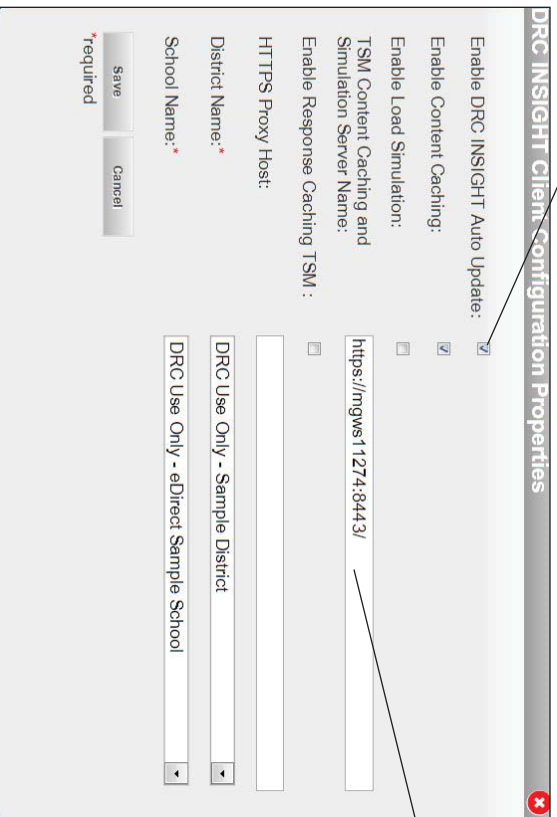 DRC INSIGHT Client Configuration Properties
Enable DRC INSIGHT Auto Update:
Enable Content Caching:
Enable Load Simulation:
TSM Content Caching and
Simulation Server Name:
https://mgws11274:8443/
Enable Response Caching TSM :
HTTPS Proxy Host:
District Name:*
DRC Use Only - Sample District
School Name:*
DRC Use Only - eDirect Sample School
Save
Cancel
*required